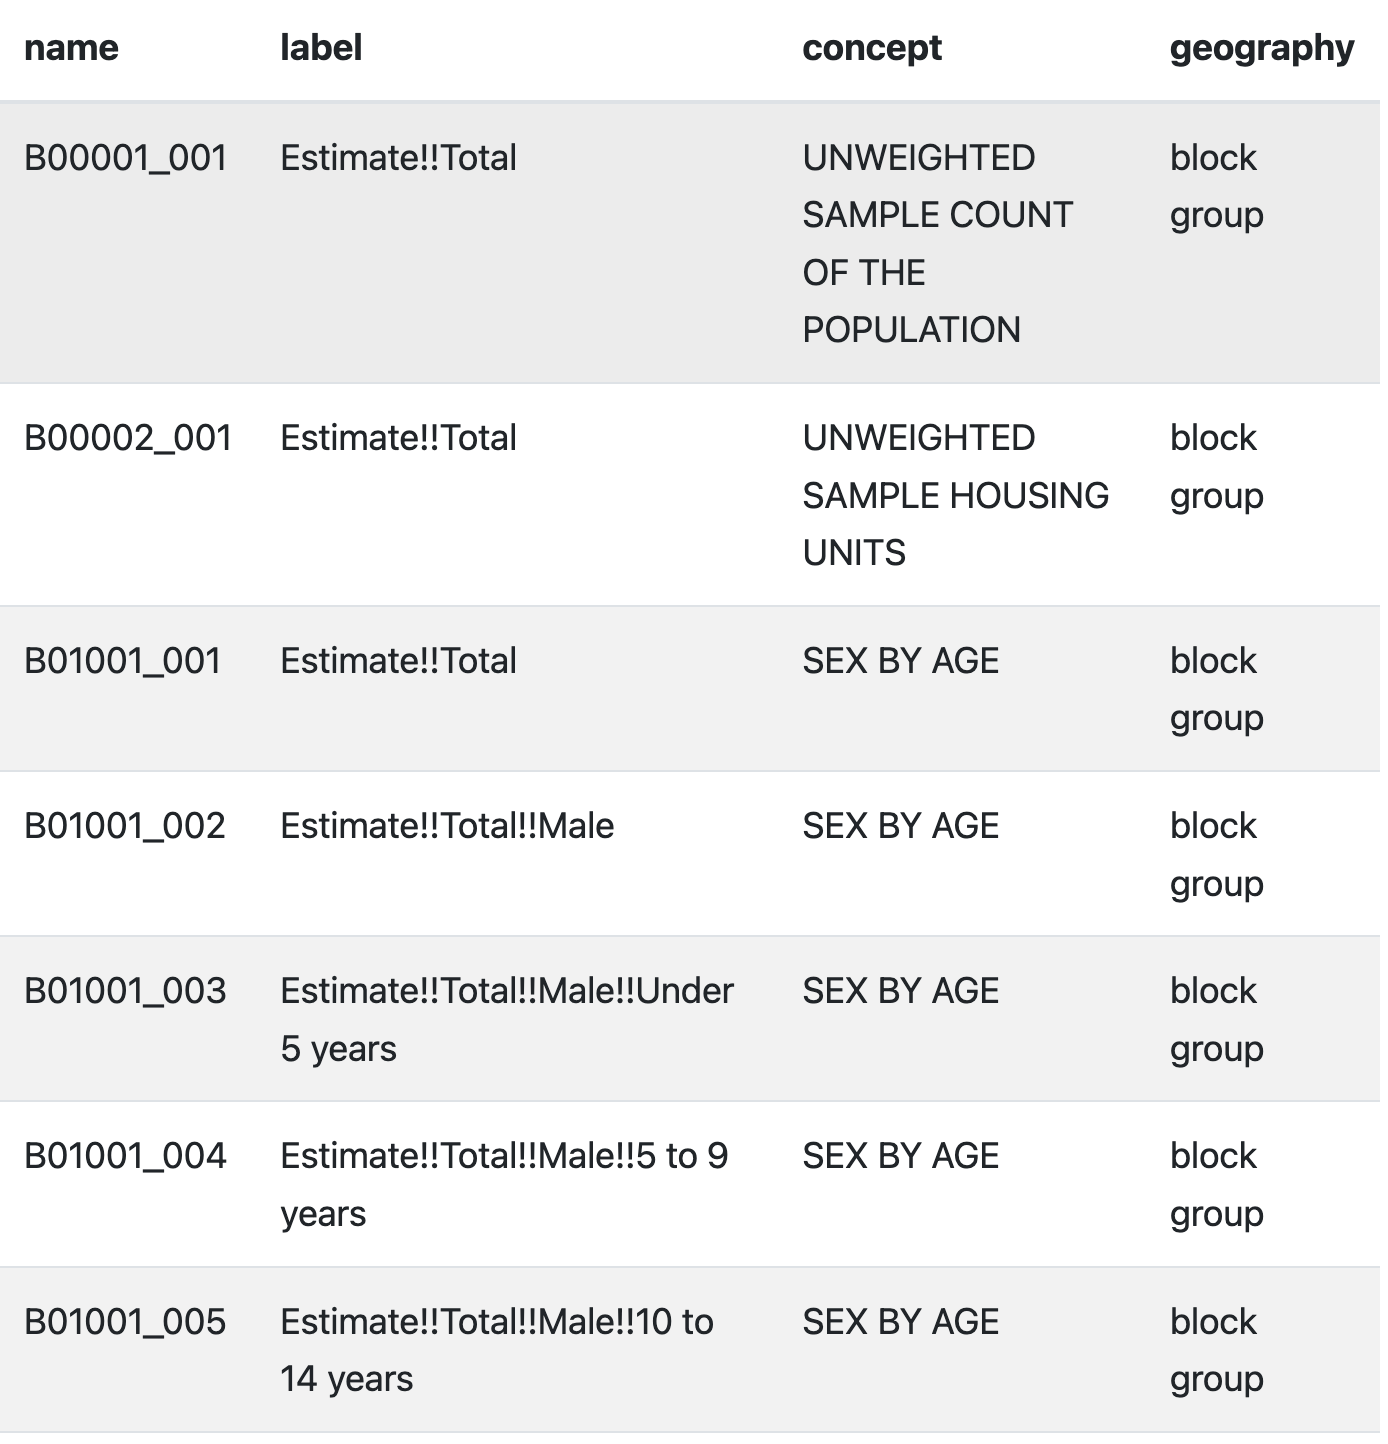 name label concept geography
B00001_001 Estimate!!Total UNWEIGHTED block
SAMPLE COUNT group
OF THE
POPULATION
B00002_001 Estimate!!Total UNWEIGHTED block
SAMPLE HOUSING group
UNITS
B01001_001 Estimate!!Total SEX BY AGE block
group
B01001_002 Estimate!!Total!!Male SEX BY AGE block
group
B01001_003 Estimate!!Total!!Male!!Under SEX BY AGE block
5 years group
B01001_004 Estimate!!Total!!Male!!5 to 9 SEX BY AGE block
years group
B01001_005 Estimate!!Total!!Male!!10 to SEX BY AGE block
14 years group